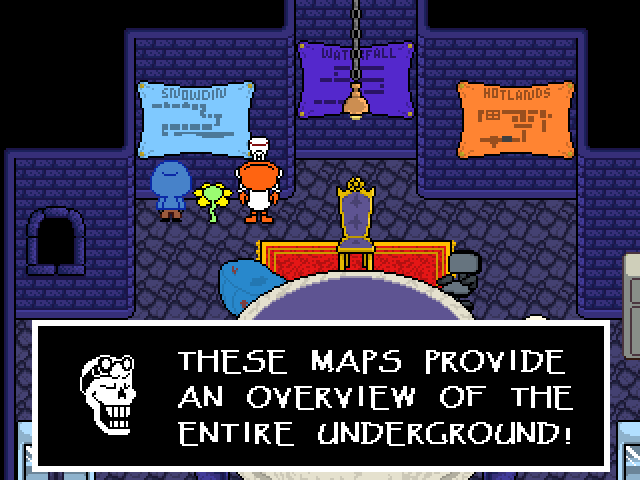 SNOWDIN
WATERFALL
HOTLANDS
THESE MAPS PROVIDE
AN OVERVIEW OF THE
ENTIRE UNDERGROUND!